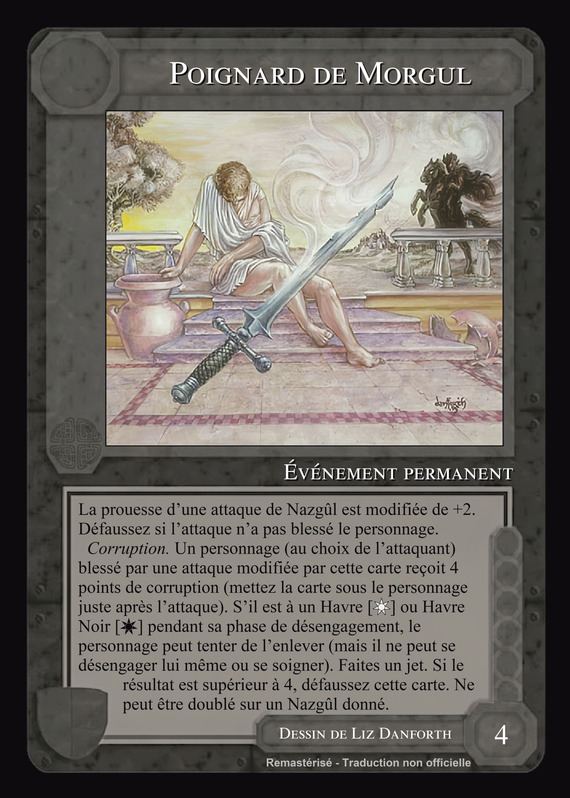 Poignard de Morgul
danforth
Événement permanent
La prouesse d'une attaque de Nazgûl est modifiée de +2.
Défaussez si l'attaque n'a pas blessé le personnage.
Corruption. Un personnage (au choix de l'attaquant)
blessé par une attaque modifiée par cette carte reçoit 4
points de corruption (mettez la carte sous le personnage
juste après l'attaque). S'il est à un Havre [ ] ou Havre
Noir [ ] pendant sa phase de désengagement, le
personnage peut tenter de l'enlever (mais il ne peut se
désengager lui même ou se soigner). Faites un jet. Si le
résultat est supérieur à 4, défaussez cette carte. Ne
peut être doublé sur un Nazgûl donné.
Dessin de Liz Danforth
4
Remastérisé - Traduction non officielle